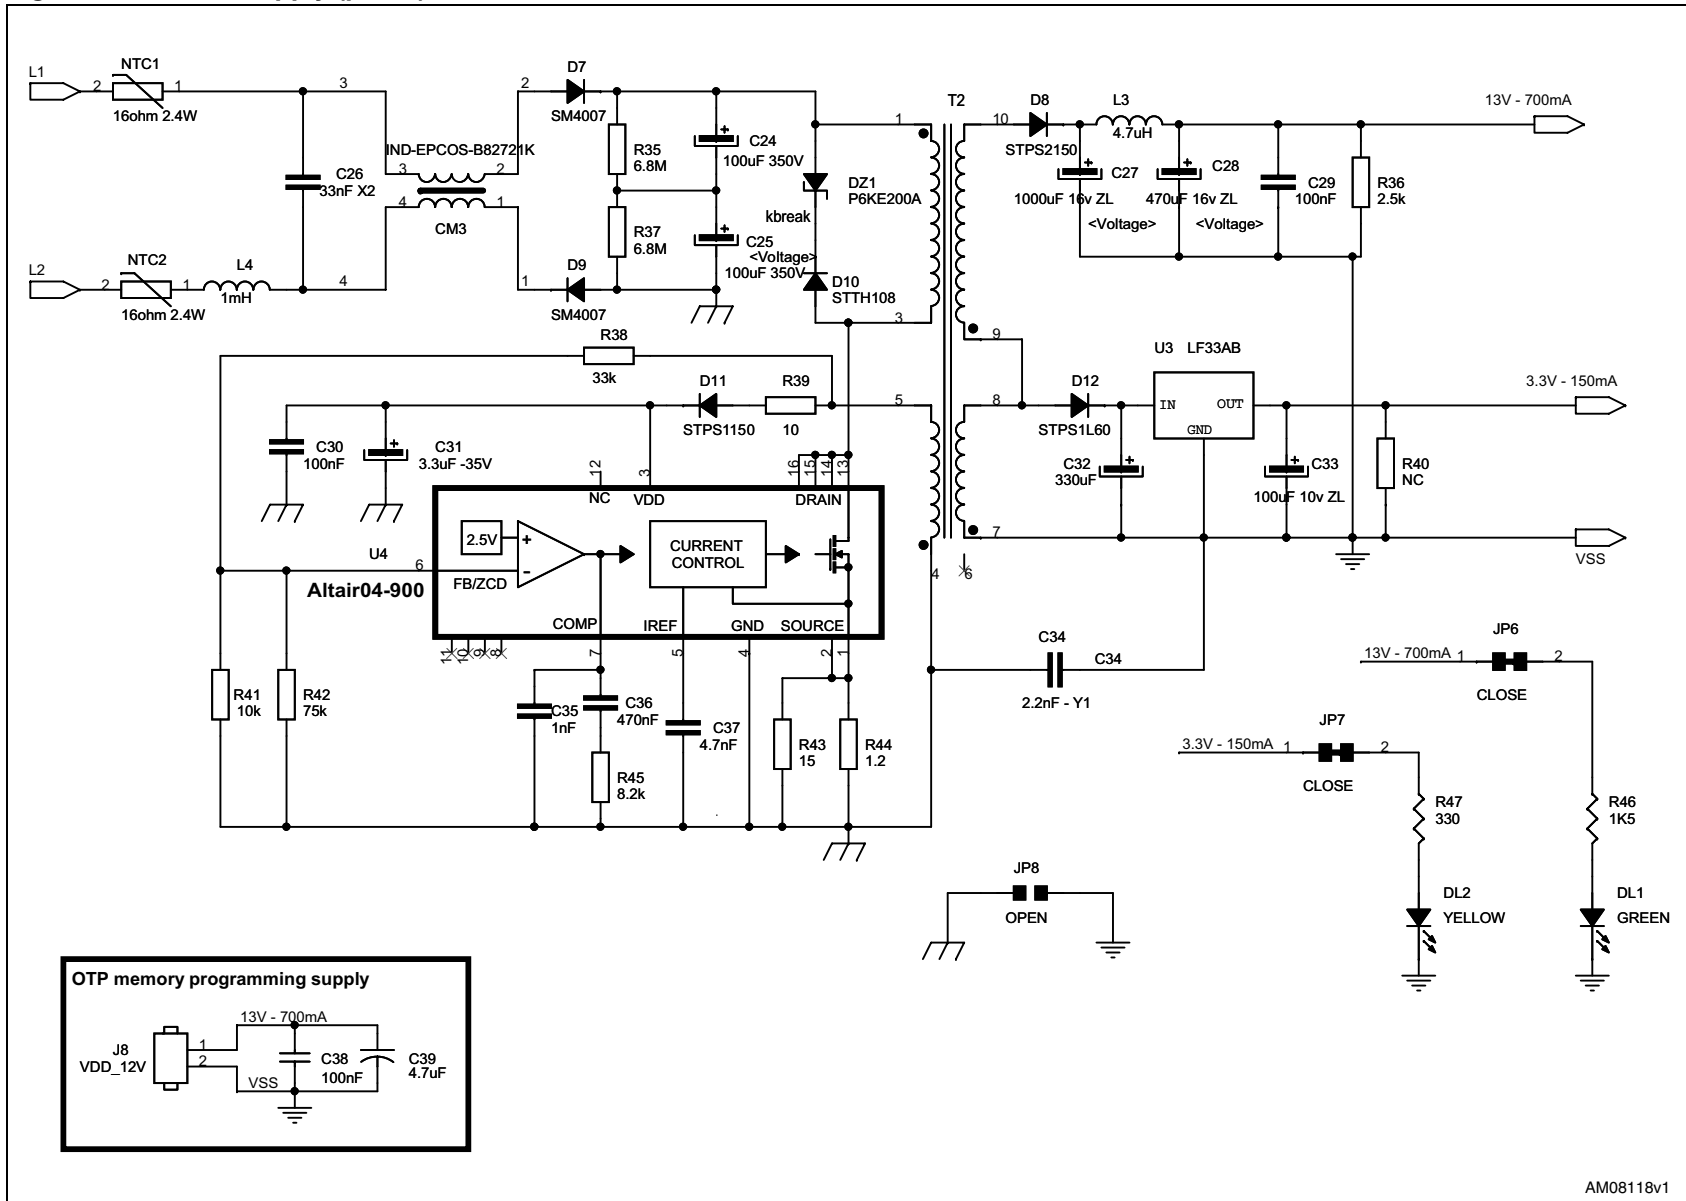 L1
2
NTC1
1
16ohm 2.4W
3
C26
33nF X2
L2
2
NTC2
1
L4
1mH
16ohm 2.4W
4
IND-EPCOS-B82721K
3
2
4
1
CM3
2
D7
SM4007
1
D9
SM4007
R35
6.8M
R37
6.8M
C24
100uF 350V
C25
<Voltage>
100uF 350V
DZ1
P6KE200A
kbreak
D10
STTH108
1
3
T2
10
9
D8
STPS2150
L3
4.7uH
C27
1000uF 16v ZL
<Voltage>
C28
470uF 16v ZL
<Voltage>
C29
100nF
R36
2.5k
13V - 700mA
R38
33k
D11
STPS1150
R39
10
5
8
D12
STPS1L60
U3 LF33AB
IN
OUT
GND
3.3V - 150mA
C30
100nF
C31
3.3uF -35V
12
NC
3
VDD
16
15
14
13
DRAIN
C32
330uF
C33
100uF 10v ZL
R40
NC
7
VSS
4
6
U4
6
Altair04-900
2.5V
+
-
FB/ZCD
CURRENT
CONTROL
COMP
IREF
GND
SOURCE
11
10
9
8
7
5
4
2
1
R41
10k
R42
75k
C35
1nF
C36
470nF
R45
8.2k
C37
4.7nF
R43
15
R44
1.2
C34
C34
2.2nF - Y1
JP6
13V - 700mA
1
2
CLOSE
JP7
3.3V - 150mA
1
2
CLOSE
R47
330
R46
1K5
DL2
YELLOW
DL1
GREEN
JP8
OPEN
OTP memory programming supply
13V - 700mA
J8
VDD_12V
1
2
VSS
C38
100nF
C39
4.7uF
AM08118v1